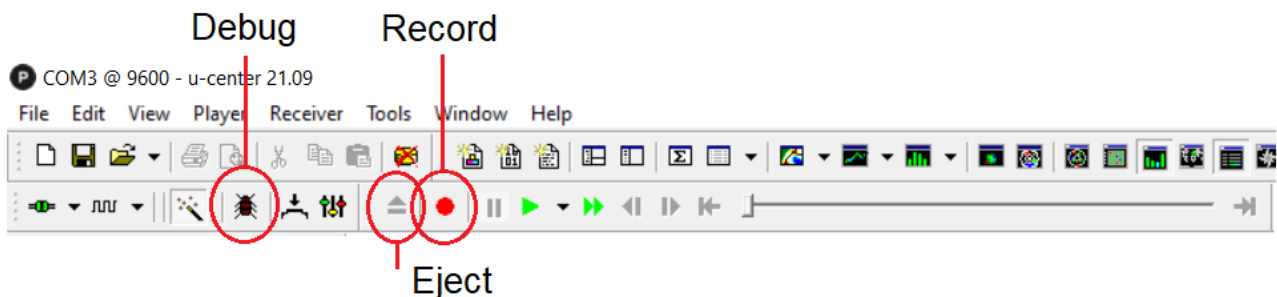 Debug Record
COM3 @ 9600 - u-center 21.09
File Edit View Player Receiver Tools Window Help
Eject